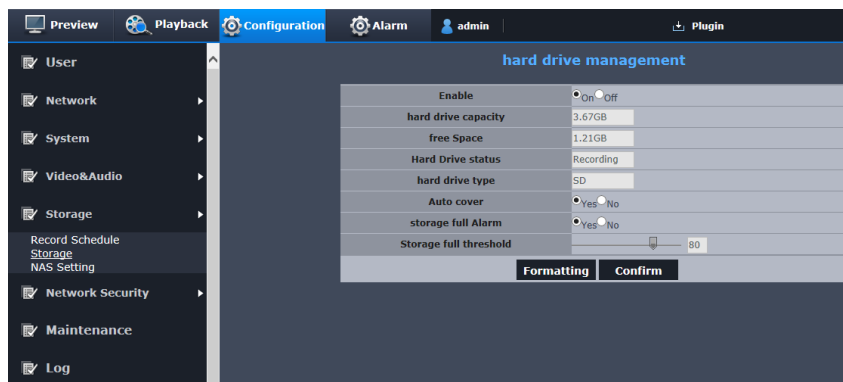 Preview Playback Configuration Alarm admin Plugin
User
Network
System
Video&Audio
Storage
Record Schedule
Storage
NAS Setting
Network Security
Maintenance
Log
hard drive management
Enable On Off
hard drive capacity 3.67GB
free Space 1.21GB
Hard Drive status Recording
hard drive type SD
Auto cover Yes No
storage full Alarm Yes No
Storage full threshold 80
Formatting Confirm